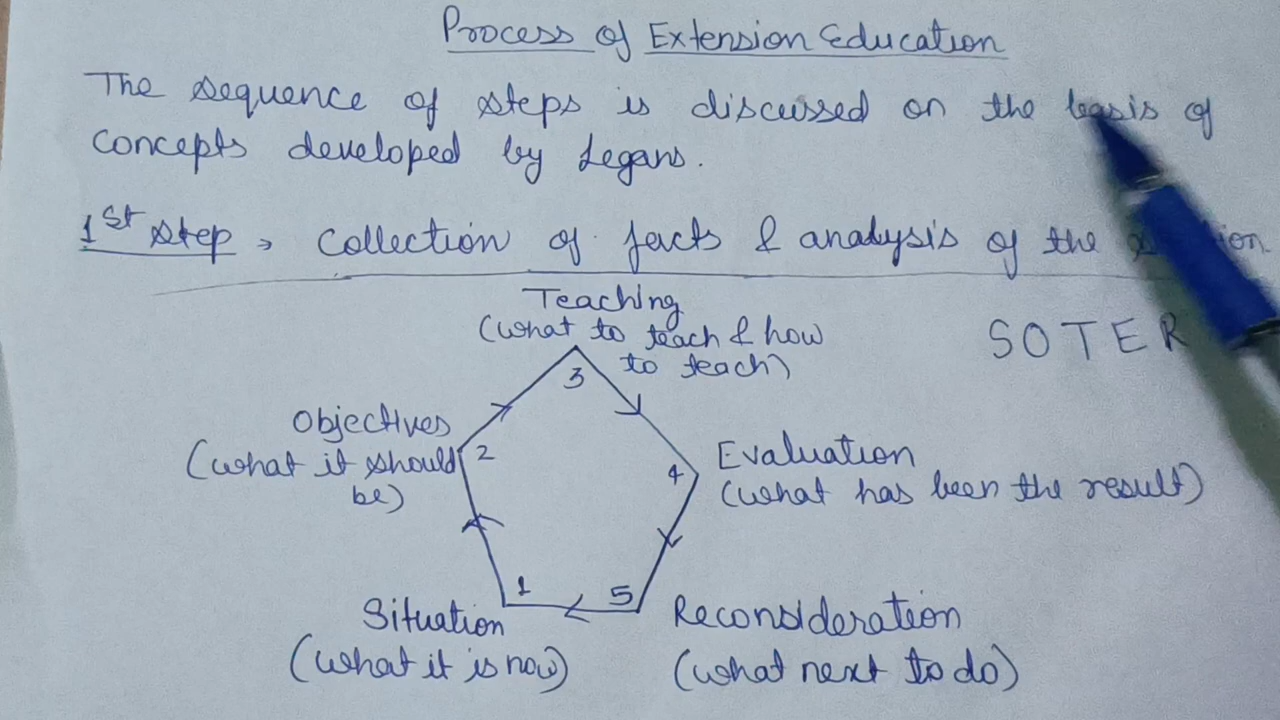 Process of Extension Education
The sequence of steps is discussed on the basis of
concepts developed by Legans.
1st step → Collection of facts & analysis of the
Teaching
(what to teach & how
to teach)
SOTER
3
Objectives
(what it should
be)
2
4
Evaluation
(what has been the result)
1
5
Situation
(what it is now)
Reconsideration
(what next to do)